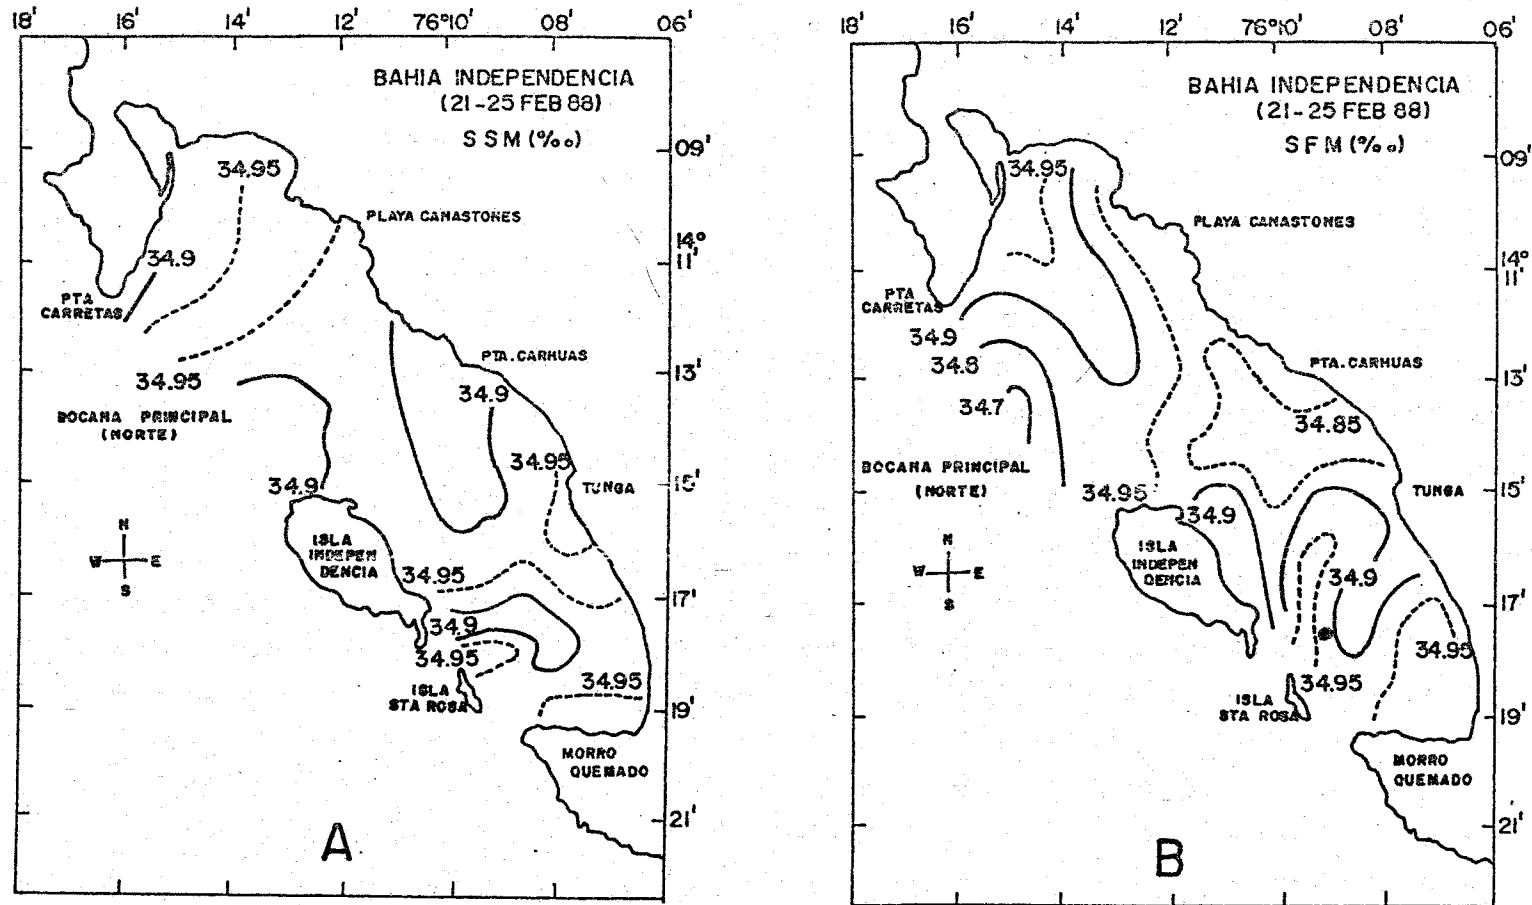 18'
16'
14'
12'
76°10'
08'
06'
BAHIA INDEPENDENCIA
(21-25 FEB 88)
SSM (‰)
09'
34.95
PLAYA CANASTONES
14°
11'
34.9
PTA
CARRETAS
PTA. CARHUAS
13'
34.95
34.9
BOCANA PRINCIPAL
(NORTE)
34.95
34.9
TUNGA
15'
N
W E
S
ISLA
INDEPEN
DENCIA
34.95
17'
34.9
34.95
34.95
ISLA
STA ROSA
19'
MORRO
QUEMADO
21'
A
18'
16'
14'
12'
76°10'
08'
06'
BAHIA INDEPENDENCIA
(21-25 FEB 88)
SFM (‰)
09'
34.95
PLAYA CANASTONES
14°
11'
PTA
CARRETAS
34.9
34.8
PTA. CARHUAS
13'
34.7
34.85
BOCANA PRINCIPAL
(NORTE)
34.95
TUNGA
15'
34.9
N
W E
S
ISLA
INDEPEN
DENCIA
34.9
17'
34.95
34.95
ISLA
STA ROSA
19'
MORRO
QUEMADO
21'
B